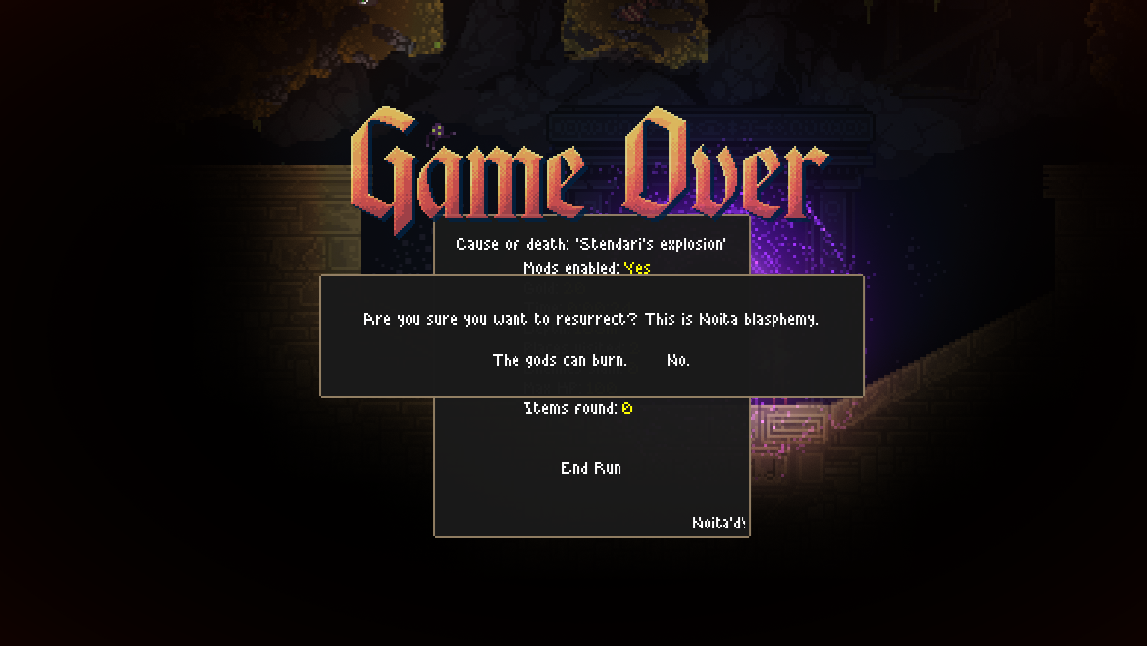 Game Over
Cause of death: 'Stendari's explosion'
Mods enabled: Yes
Are you sure you want to resurrect? This is Noita blasphemy.
The gods can burn. No.
Items found: 0
End Run
Noita'd!